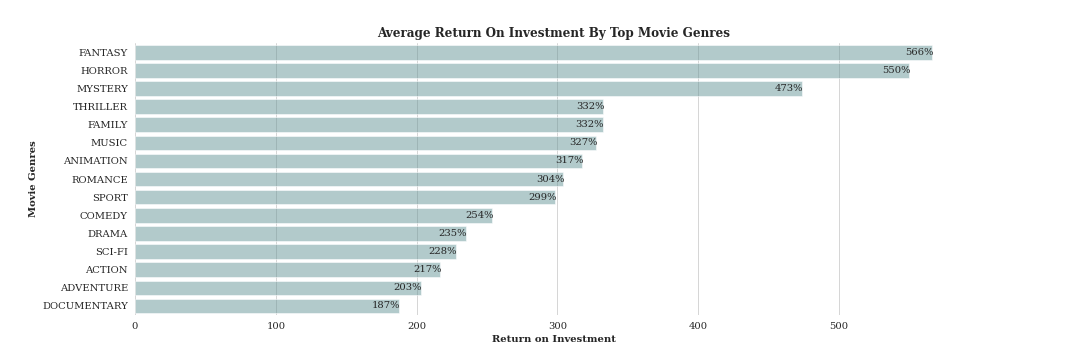 Average Return On Investment By Top Movie Genres
FANTASY 566%
HORROR 550%
MYSTERY 473%
THRILLER 332%
FAMILY 332%
MUSIC 327%
ANIMATION 317%
ROMANCE 304%
SPORT 299%
COMEDY 254%
DRAMA 235%
SCI-FI 228%
ACTION 217%
ADVENTURE 203%
DOCUMENTARY 187%
Movie Genres
0 100 200 300 400 500
Return on Investment